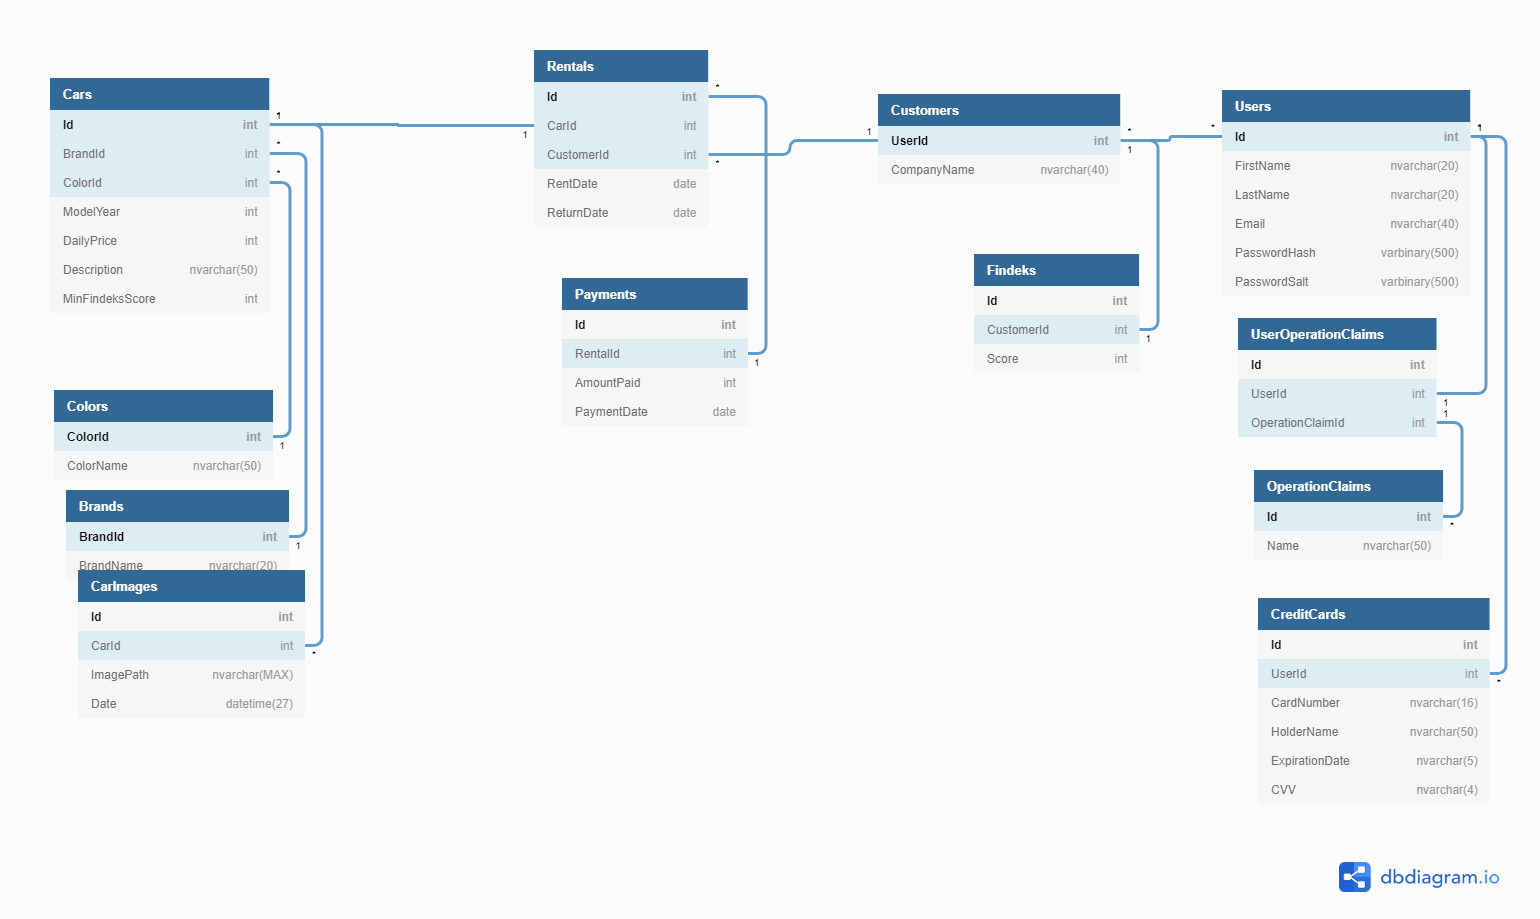 Cars
Id int
BrandId int
ColorId int
ModelYear int
DailyPrice int
Description nvarchar(50)
MinFindeksScore int
1
*
*
Colors
ColorId int
ColorName nvarchar(50)
1
Brands
BrandId int
BrandName nvarchar(20)
1
CarImages
Id int
CarId int
ImagePath nvarchar(MAX)
Date datetime(27)
*
Rentals
Id int
CarId int
CustomerId int
RentDate date
ReturnDate date
*
1
*
Payments
Id int
RentalId int
AmountPaid int
PaymentDate date
1
Customers
UserId int
CompanyName nvarchar(40)
1
*
1
Findeks
Id int
CustomerId int
Score int
1
Users
Id int
FirstName nvarchar(20)
LastName nvarchar(20)
Email nvarchar(40)
PasswordHash varbinary(500)
PasswordSalt varbinary(500)
*
1
UserOperationClaims
Id int
UserId int
OperationClaimId int
1
1
OperationClaims
Id int
Name nvarchar(50)
*
CreditCards
Id int
UserId int
CardNumber nvarchar(16)
HolderName nvarchar(50)
ExpirationDate nvarchar(5)
CVV nvarchar(4)
*
dbdiagram.io